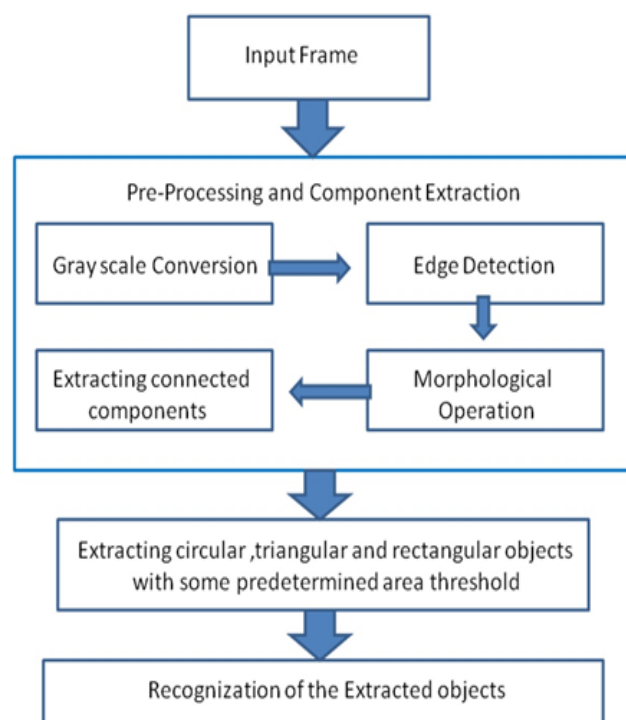 Input Frame
Pre-Processing and Component Extraction
Gray scale Conversion
Edge Detection
Extracting connected
components
Morphological
Operation
Extracting circular ,triangular and rectangular objects
with some predetermined area threshold
Recognization of the Extracted objects